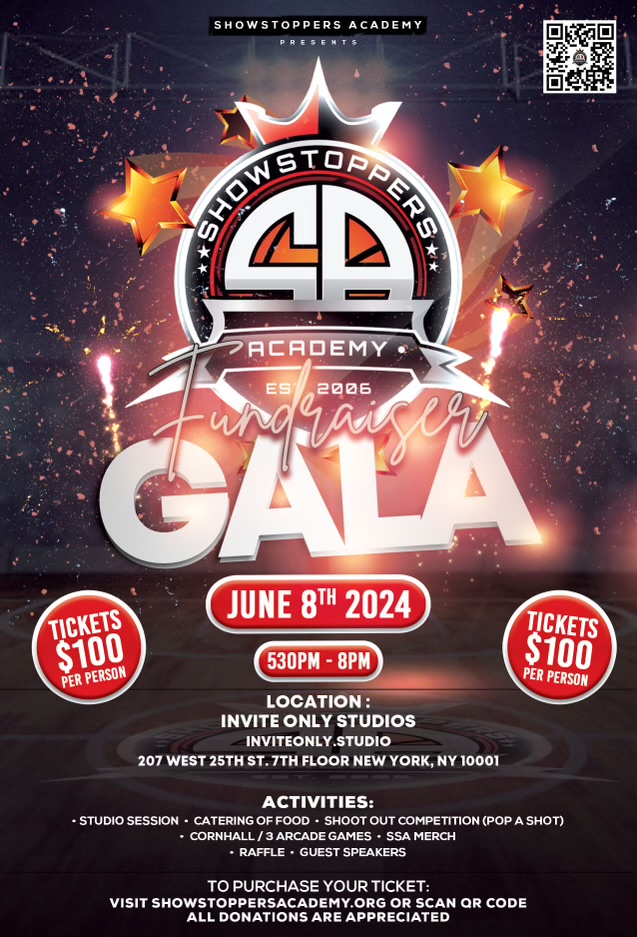 SHOWSTOPPERS ACADEMY
PRESENTS
SHOWSTOPPERS
SA
ACADEMY
EST 2006
Fundraiser
GALA
JUNE 8TH 2024
TICKETS
$100
PER PERSON
TICKETS
$100
PER PERSON
530PM - 8PM
LOCATION :
INVITE ONLY STUDIOS
INVITEONLY.STUDIO
207 WEST 25TH ST. 7TH FLOOR NEW YORK, NY 10001
ACTIVITIES:
• STUDIO SESSION • CATERING OF FOOD • SHOOT OUT COMPETITION (POP A SHOT)
• CORNHALL / 3 ARCADE GAMES • SSA MERCH
• RAFFLE • GUEST SPEAKERS
TO PURCHASE YOUR TICKET:
VISIT SHOWSTOPPERSACADEMY.ORG OR SCAN QR CODE
ALL DONATIONS ARE APPRECIATED